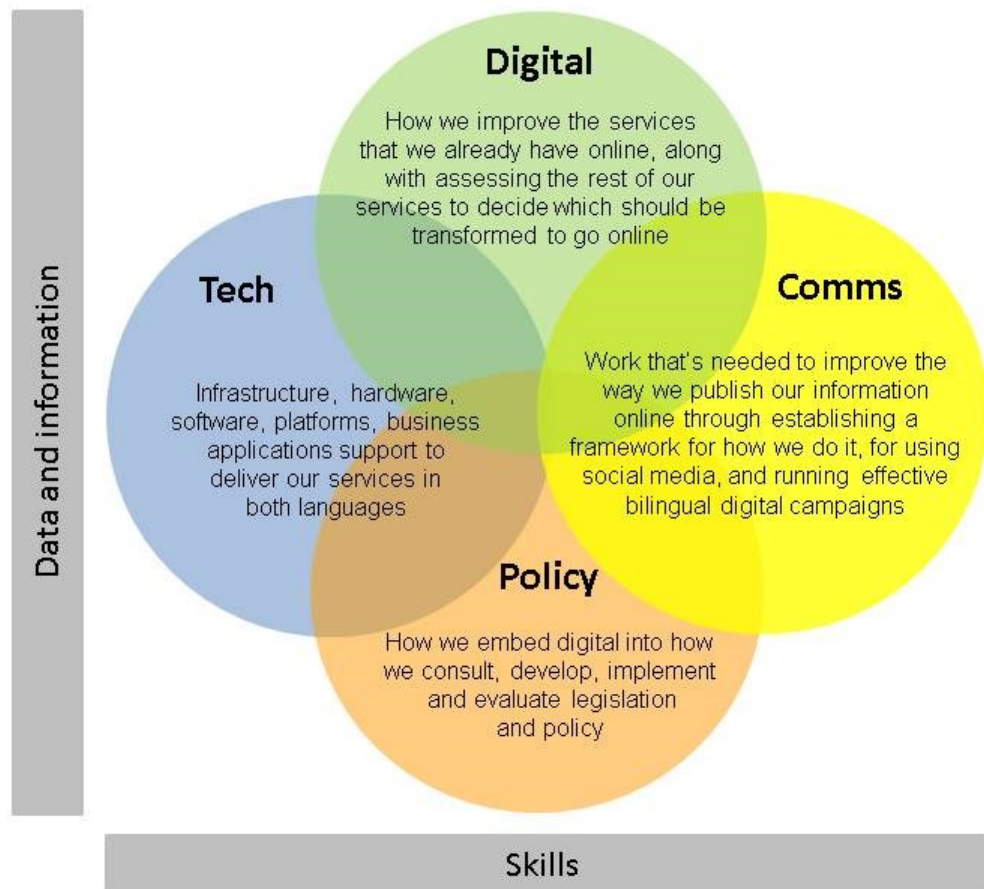 Digital
How we improve the services
that we already have online, along
with assessing the rest of our
services to decide which should be
transformed to go online
Tech
Infrastructure, hardware,
software, platforms, business
applications support to
deliver our services in
both languages
Comms
Work that's needed to improve the
way we publish our information
online through establishing a
framework for how we do it, for using
social media, and running effective
bilingual digital campaigns
Policy
How we embed digital into how
we consult, develop, implement
and evaluate legislation
and policy
Data and information
Skills